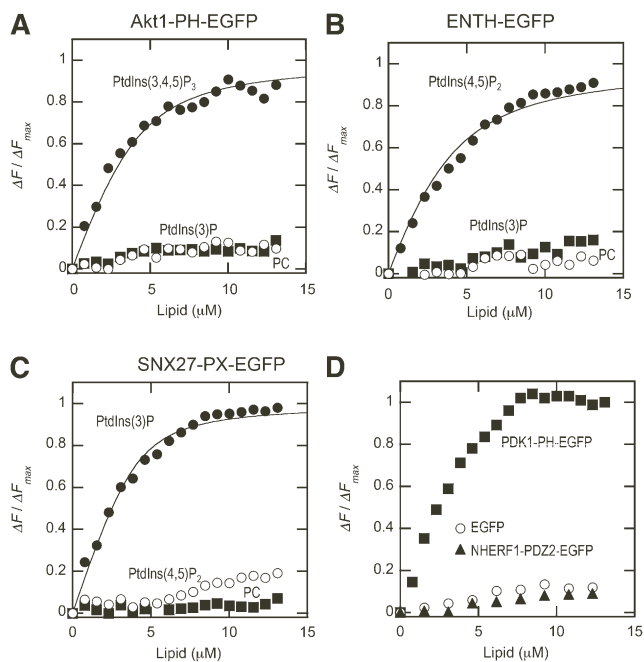 A
Akt1-PH-EGFP
1
0.8
0.6
0.4
0.2
0
ΔF / ΔFmax
PtdIns(3,4,5)P3
PtdIns(3)P
PC
0
5
10
15
Lipid (μM)
B
ENTH-EGFP
1
0.8
0.6
0.4
0.2
0
ΔF / ΔFmax
PtdIns(4,5)P2
PtdIns(3)P
PC
0
5
10
15
Lipid (μM)
C
SNX27-PX-EGFP
1
0.8
0.6
0.4
0.2
0
ΔF / ΔFmax
PtdIns(3)P
PtdIns(4,5)P2
PC
0
5
10
15
Lipid (μM)
D
1
0.8
0.6
0.4
0.2
0
ΔF / ΔFmax
PDK1-PH-EGFP
EGFP
NHERF1-PDZ2-EGFP
0
5
10
15
Lipid (μM)